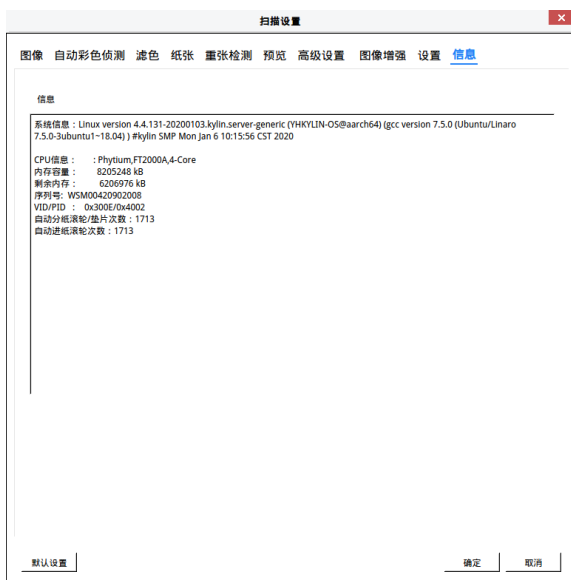 扫描设置
图像 自动彩色侦测 滤色 纸张 重张检测 预览 高级设置 图像增强 设置 信息
信息
系统信息：Linux version 4.4.131-20200103.kylin.server-generic (YHKYLIN-OS@aarch64) (gcc version 7.5.0 (Ubuntu/Linaro
7.5.0-3ubuntu1~18.04) ) #kylin SMP Mon Jan 6 10:15:56 CST 2020
CPU信息： : Phytium,FT2000A,4-Core
内存容量： 8205248 kB
剩余内存： 6206976 kB
序列号: WSM00420902008
VID/PID ： 0x300E/0x4002
自动分纸滚轮/垫片次数：1713
自动进纸滚轮次数：1713
默认设置 确定 取消